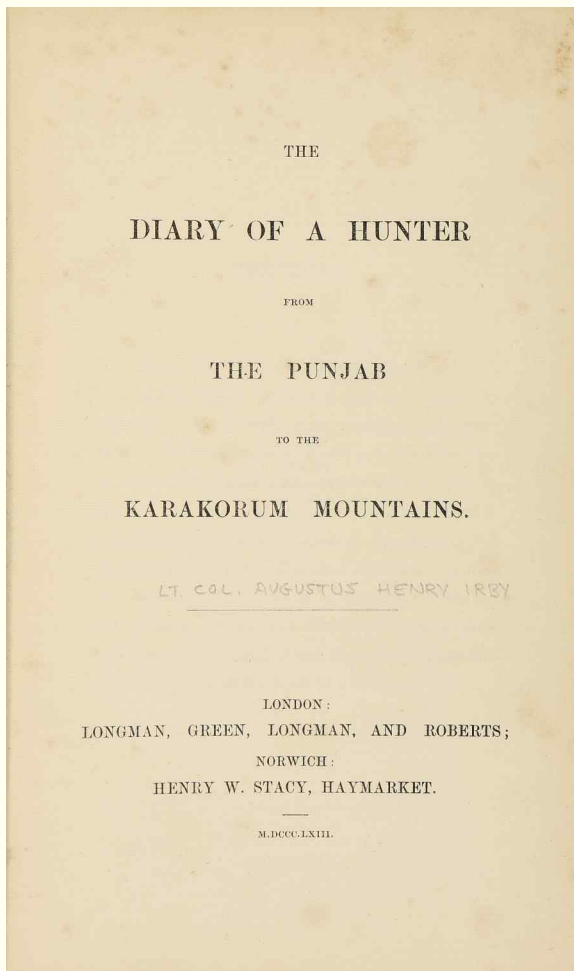 THE
DIARY OF A HUNTER
FROM
THE PUNJAB
TO THE
KARAKORUM MOUNTAINS.
LT. COL. AUGUSTUS HENRY IRBY
LONDON:
LONGMAN, GREEN, LONGMAN, AND ROBERTS;
NORWICH:
HENRY W. STACY, HAYMARKET.
M.DCCC.LXIII.